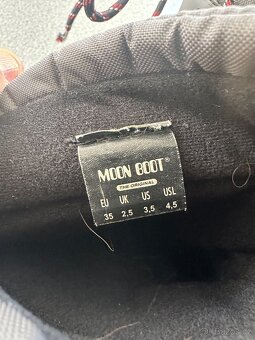 MOON BOOT®
THE ORIGINAL
EU UK US USL
35 2,5 3,5 4,5